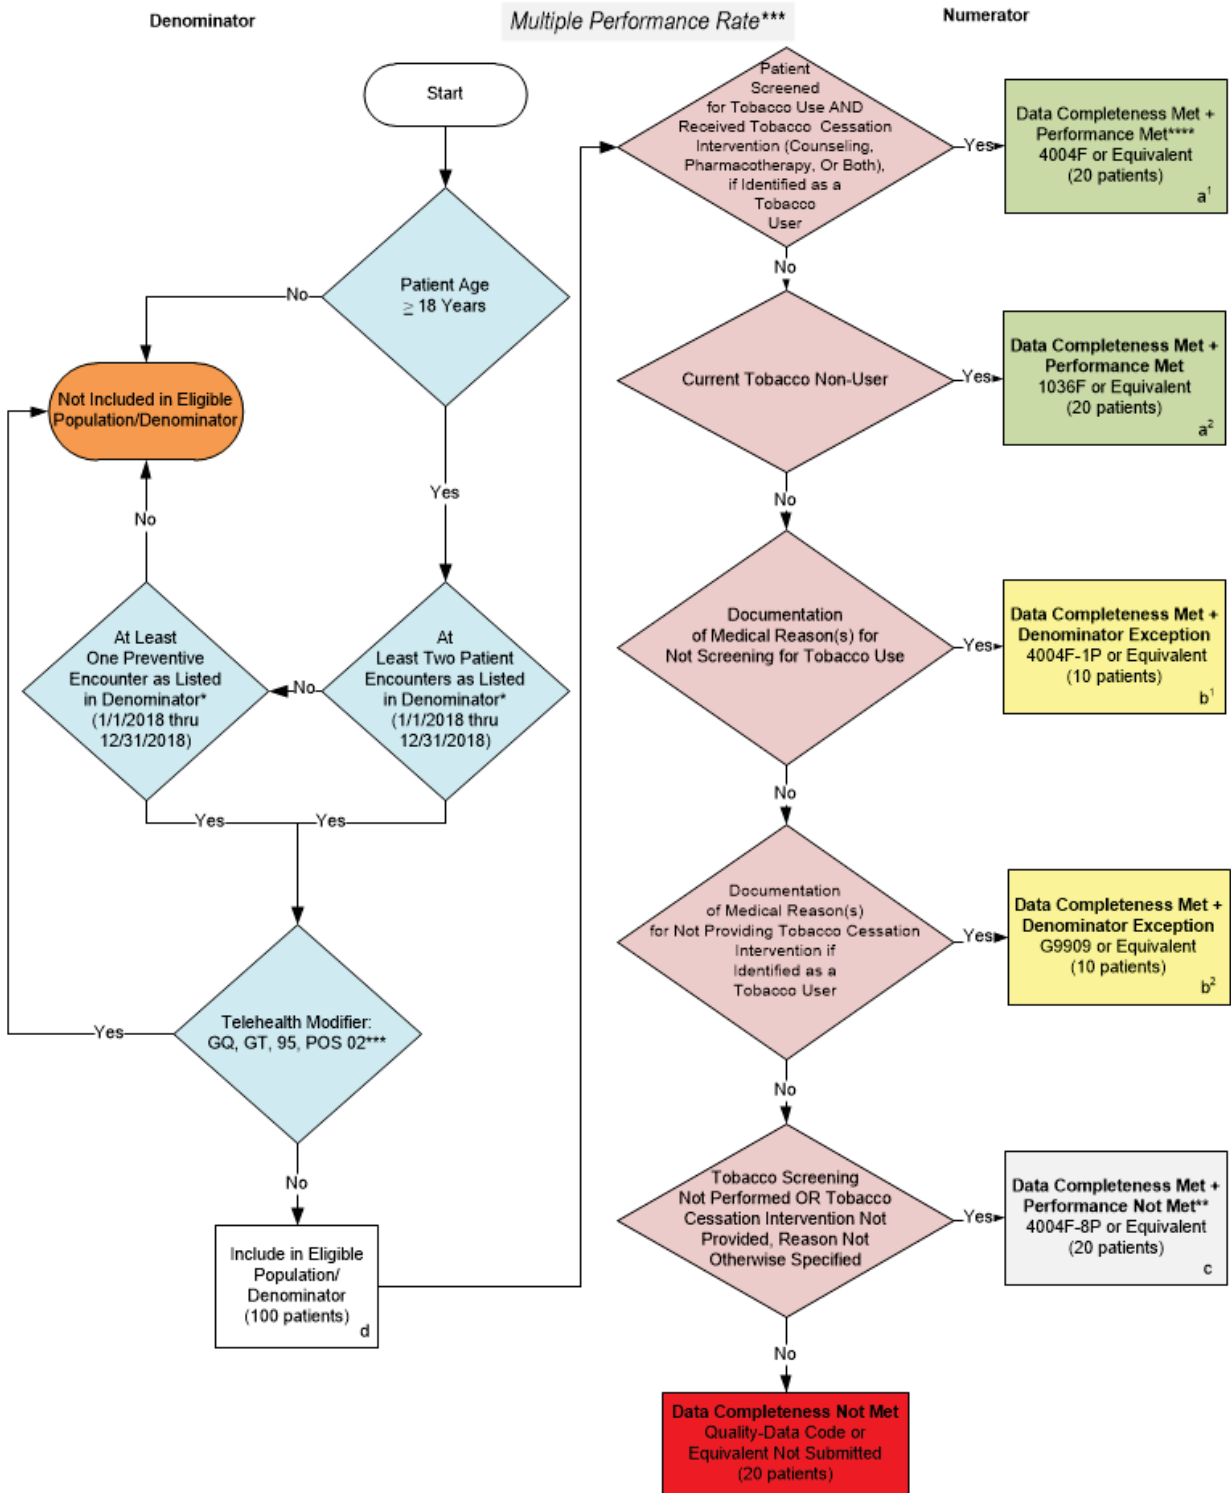 Denominator
Multiple Performance Rate***
Numerator
Start
Patient Age
≥ 18 Years
No
Not Included in Eligible
Population/Denominator
Yes
No
At Least
One Preventive
Encounter as Listed
in Denominator*
(1/1/2018 thru
12/31/2018)
No
At
Least Two Patient
Encounters as Listed
in Denominator*
(1/1/2018 thru
12/31/2018)
Yes
Yes
Telehealth Modifier:
GQ, GT, 95, POS 02***
Yes
No
Include in Eligible
Population/
Denominator
(100 patients)
d
Patient
Screened
for Tobacco Use AND
Received Tobacco Cessation
Intervention (Counseling,
Pharmacotherapy, Or Both),
if Identified as a
Tobacco
User
Yes
Data Completeness Met +
Performance Met****
4004F or Equivalent
(20 patients)
a1
No
Current Tobacco Non-User
Yes
Data Completeness Met +
Performance Met
1036F or Equivalent
(20 patients)
a2
No
Documentation
of Medical Reason(s) for
Not Screening for Tobacco Use
Yes
Data Completeness Met +
Denominator Exception
4004F-1P or Equivalent
(10 patients)
b1
No
Documentation
of Medical Reason(s)
for Not Providing Tobacco Cessation
Intervention if
Identified as a
Tobacco User
Yes
Data Completeness Met +
Denominator Exception
G9909 or Equivalent
(10 patients)
b2
No
Tobacco Screening
Not Performed OR Tobacco
Cessation Intervention Not
Provided, Reason Not
Otherwise Specified
Yes
Data Completeness Met +
Performance Not Met**
4004F-8P or Equivalent
(20 patients)
c
No
Data Completeness Not Met
Quality-Data Code or
Equivalent Not Submitted
(20 patients)